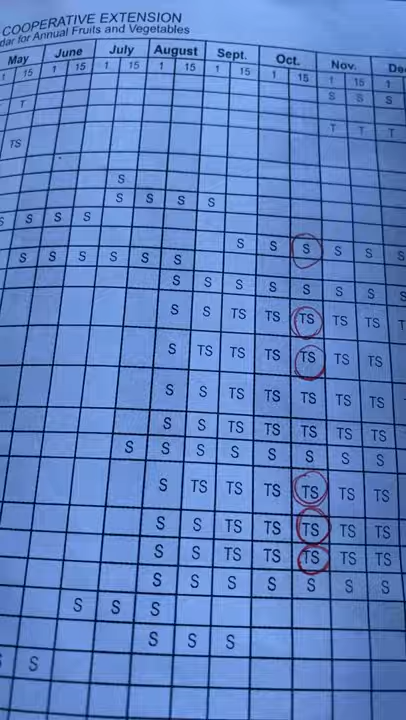 COOPERATIVE EXTENSION
dar for Annual Fruits and Vegetables
May June July August Sept. Oct. Nov. De
1 15 1 15 1 15 1 15 1 15 1 15 1 15 1
S S S
T
T T T
TS
S
S S S S
S S S S
S S S S S S
S S S S S S
S S S S S S S S
S S TS TS TS TS TS T
S TS TS TS TS TS TS
S S TS TS TS TS TS
S S TS TS TS TS TS
S S S S S S S S
S TS TS TS TS TS TS
S S TS TS TS TS TS
S S TS TS TS TS TS
S S S S S S S
S S S
S S S
S